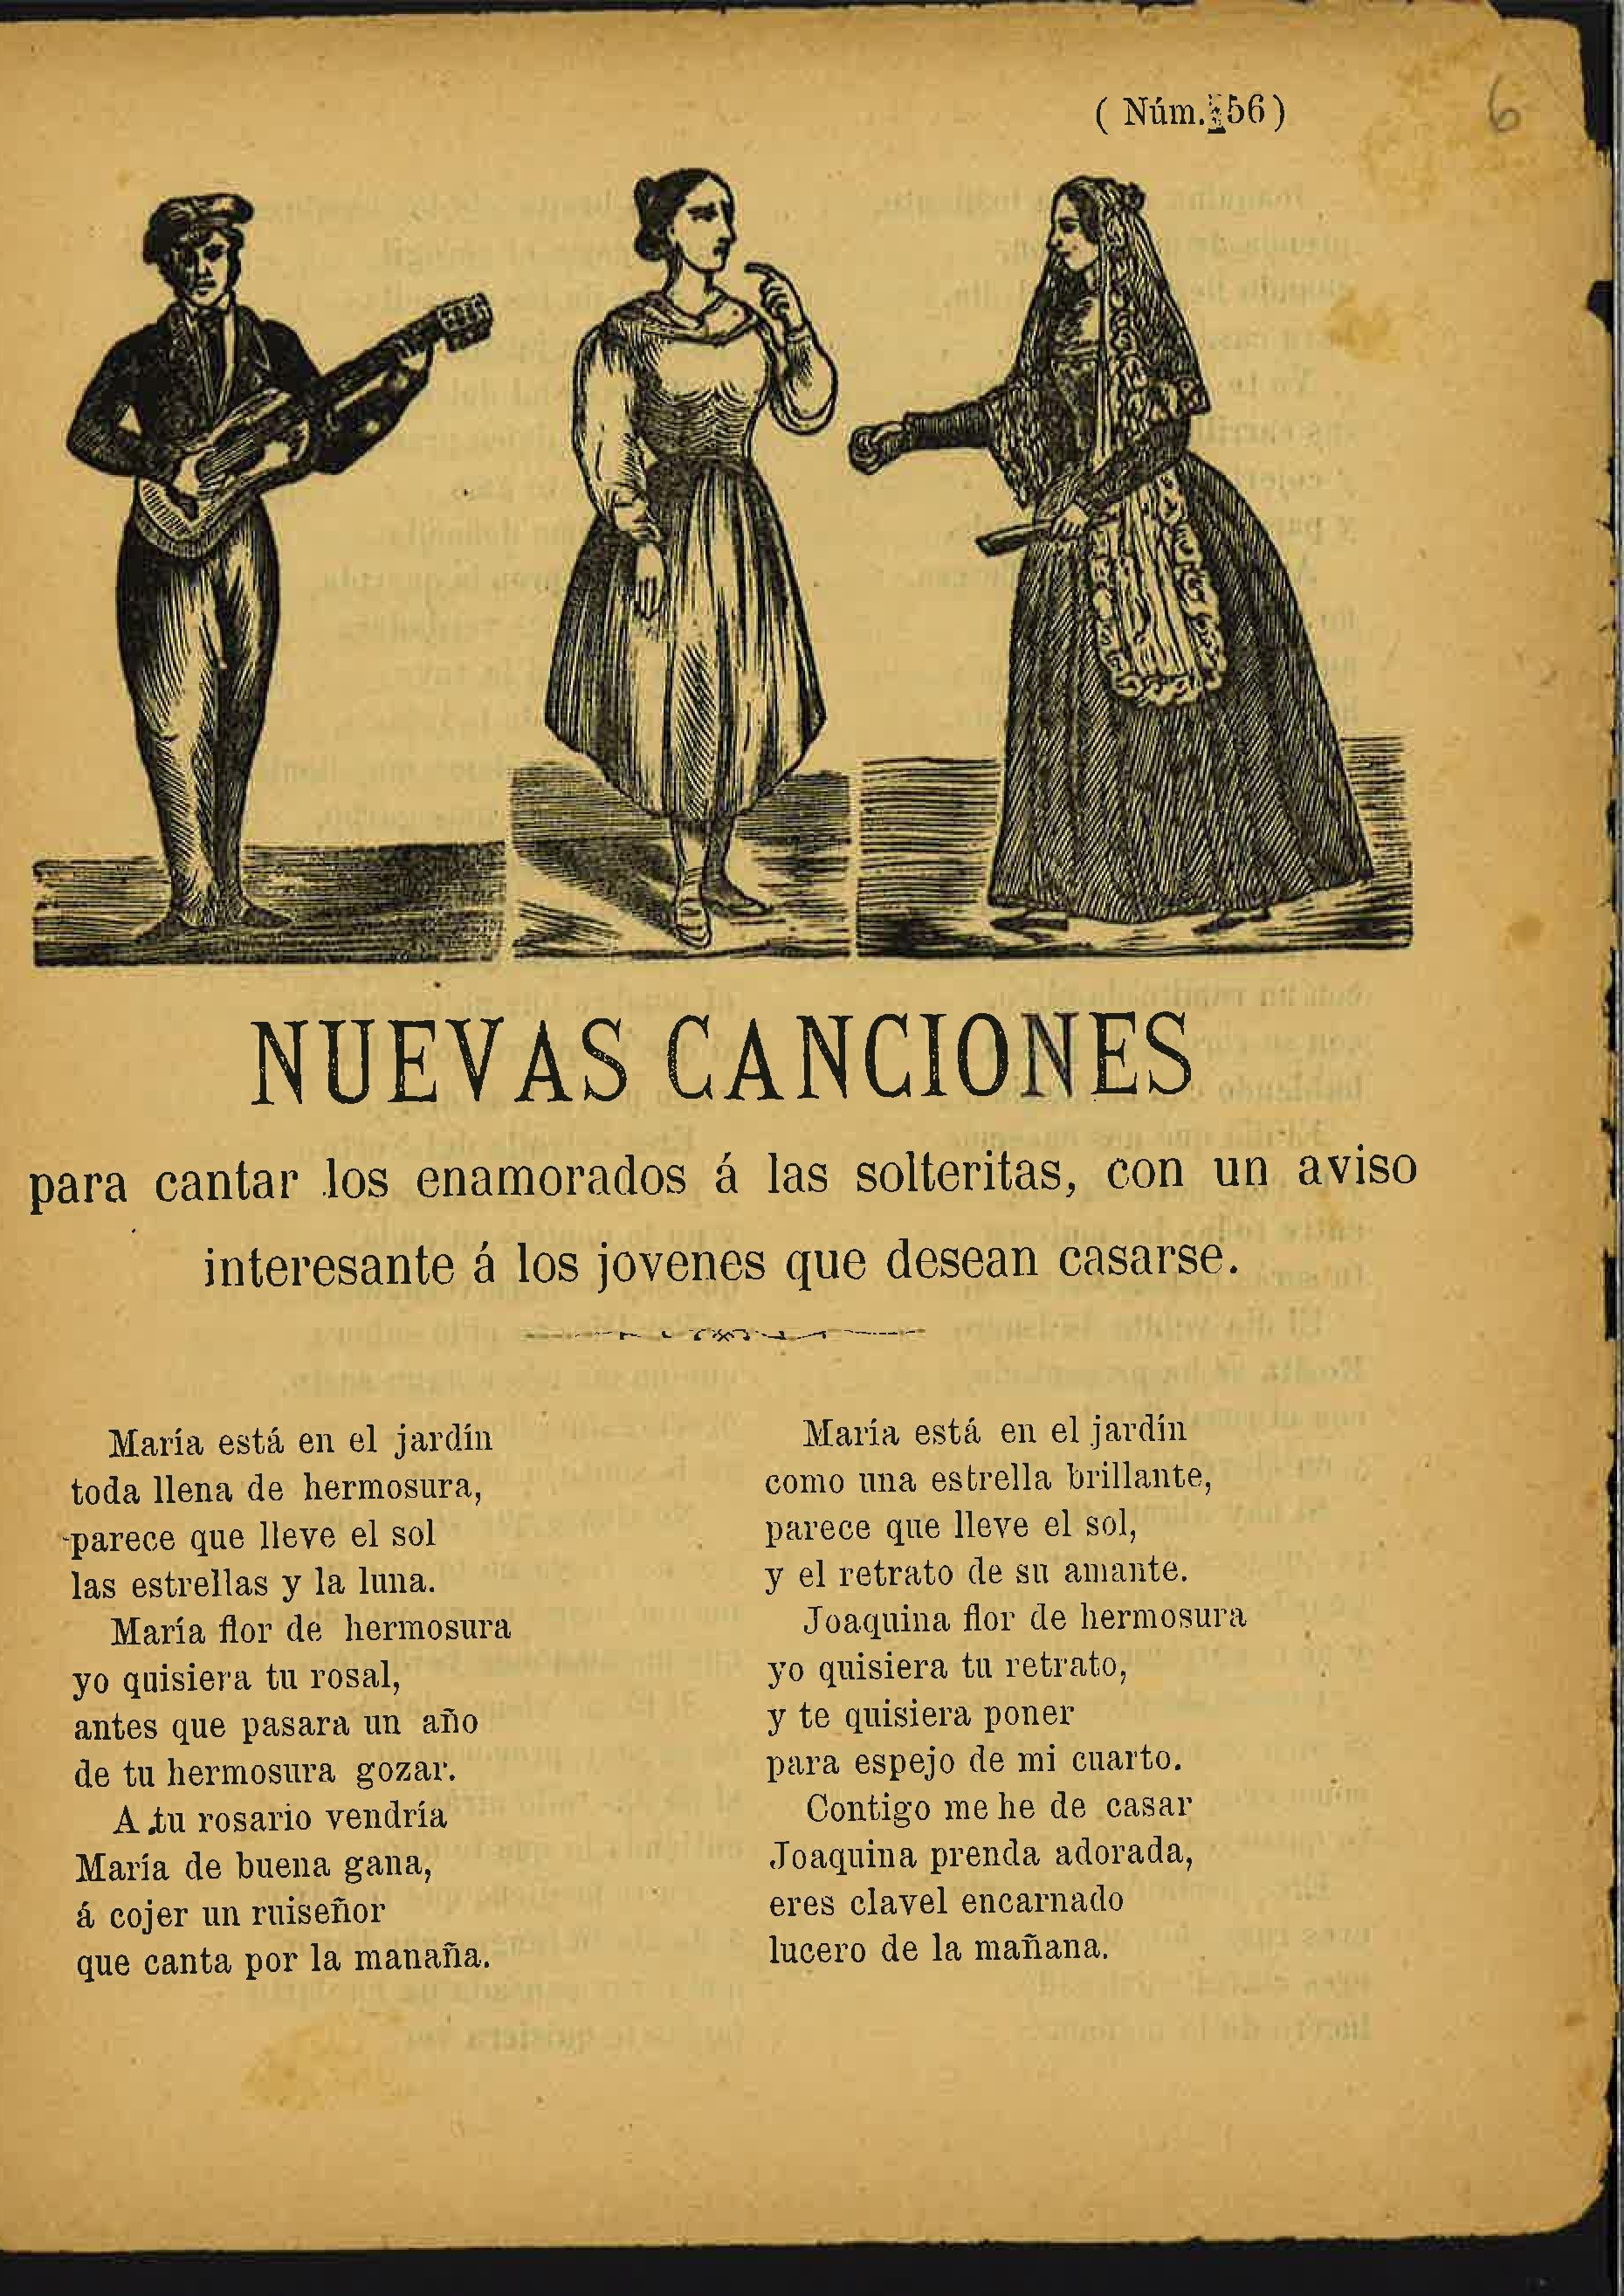 ( Núm. 56 )
6
NUEVAS CANCIONES
para cantar los enamorados á las solteritas, con un aviso
interesante á los jovenes que desean casarse.
María está en el jardín
toda llena de hermosura,
parece que lleve el sol
las estrellas y la luna.
María flor de hermosura
yo quisiera tu rosal,
antes que pasara un año
de tu hermosura gozar.
A tu rosario vendría
María de buena gana,
á cojer un ruiseñor
que canta por la manaña.
María está en el jardín
como una estrella brillante,
parece que lleve el sol,
y el retrato de su amante.
Joaquina flor de hermosura
yo quisiera tu retrato,
y te quisiera poner
para espejo de mi cuarto.
Contigo me he de casar
Joaquina prenda adorada,
eres clavel encarnado
lucero de la mañana.